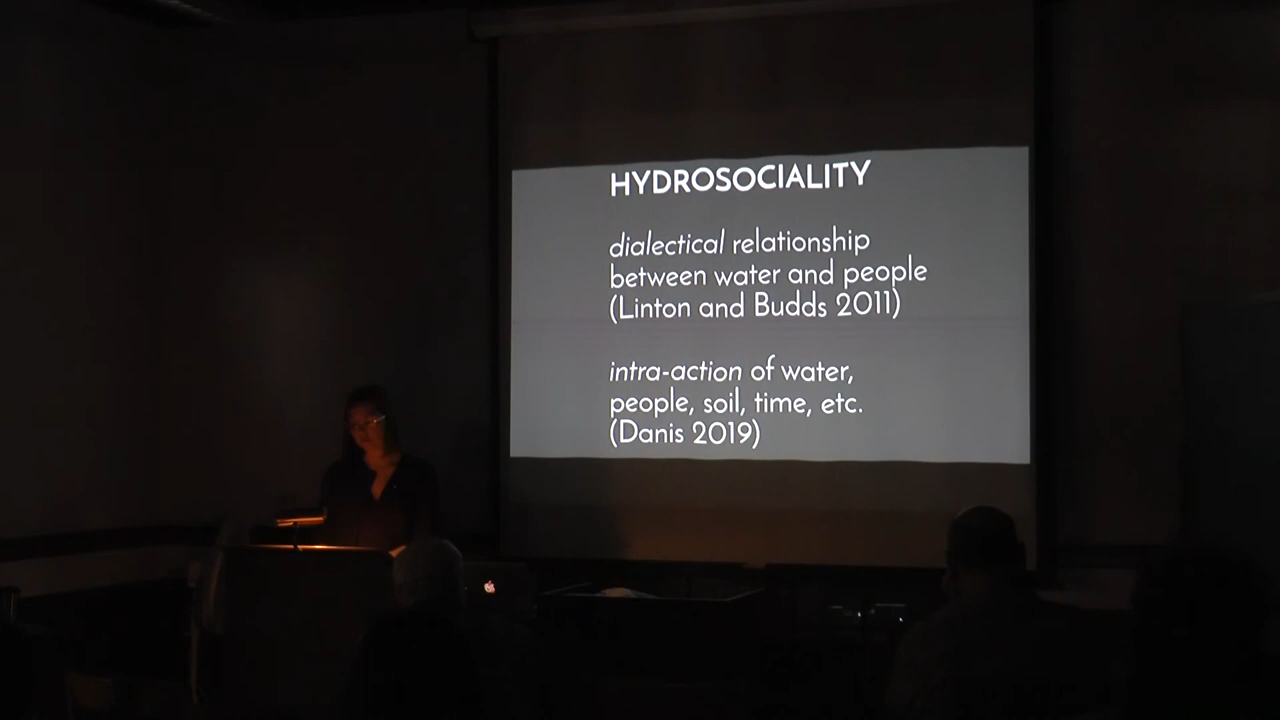 HYDROSOCIALITY
dialectical relationship
between water and people
(Linton and Budds 2011)
intra-action of water,
people, soil, time, etc.
(Danis 2019)